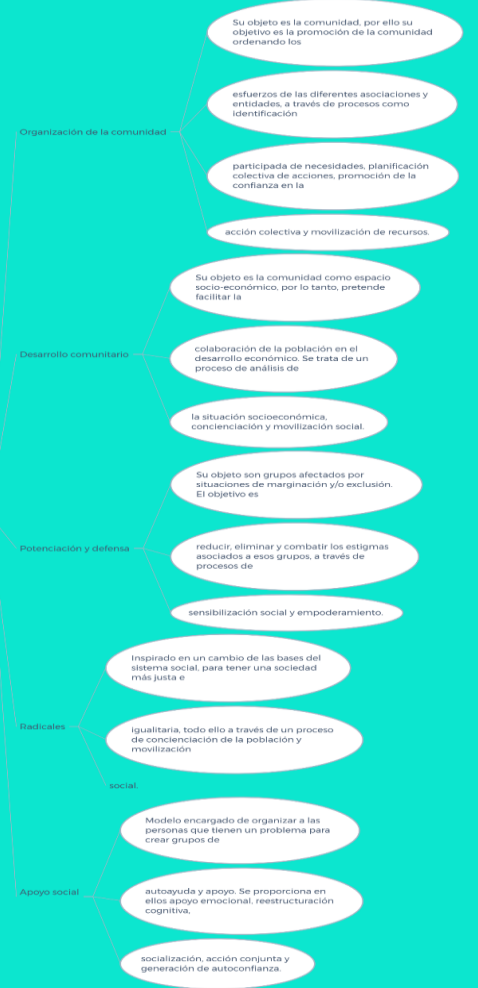 Su objeto es la comunidad, por ello su
objetivo es la promoción de la comunidad
ordenando los
esfuerzos de las diferentes asociaciones y
entidades, a través de procesos como
identificación
Organización de la comunidad
participada de necesidades, planificación
colectiva de acciones, promoción de la
confianza en la
acción colectiva y movilización de recursos.
Su objeto es la comunidad como espacio
socio-económico, por lo tanto, pretende
facilitar la
Desarrollo comunitario
colaboración de la población en el
desarrollo económico. Se trata de un
proceso de análisis de
la situación socioeconómica,
concienciación y movilización social.
Su objeto son grupos afectados por
situaciones de marginación y/o exclusión.
El objetivo es
Potenciación y defensa
reducir, eliminar y combatir los estigmas
asociados a esos grupos, a través de
procesos de
sensibilización social y empoderamiento.
Inspirado en un cambio de las bases del
sistema social, para tener una sociedad
más justa e
Radicales
igualitaria, todo ello a través de un proceso
de concienciación de la población y
movilización
social.
Modelo encargado de organizar a las
personas que tienen un problema para
crear grupos de
Apoyo social
autoayuda y apoyo. Se proporciona en
ellos apoyo emocional, reestructuración
cognitiva,
socialización, acción conjunta y
generación de autoconfianza.